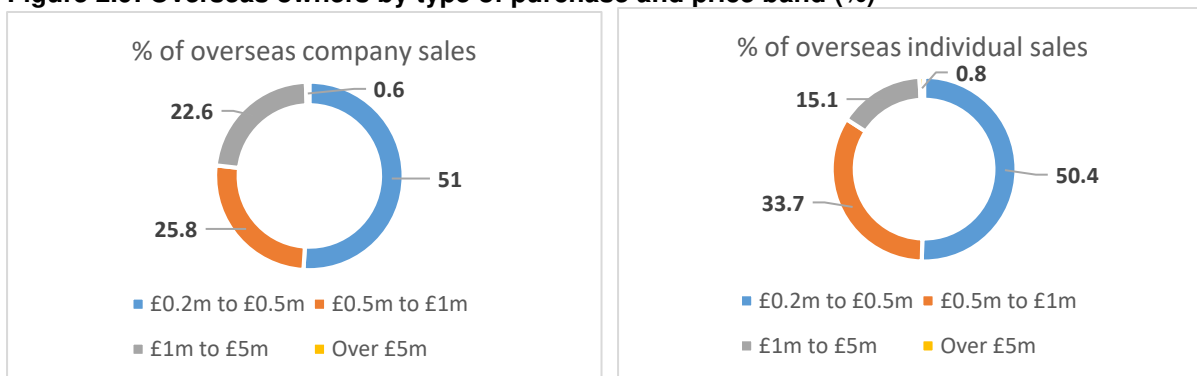 Figure 2.9: Overseas owners by type of purchase and price band (%)
% of overseas company sales
0.6
22.6
51
25.8
£0.2m to £0.5m £0.5m to £1m
£1m to £5m Over £5m
% of overseas individual sales
0.8
15.1
50.4
33.7
£0.2m to £0.5m £0.5m to £1m
£1m to £5m Over £5m